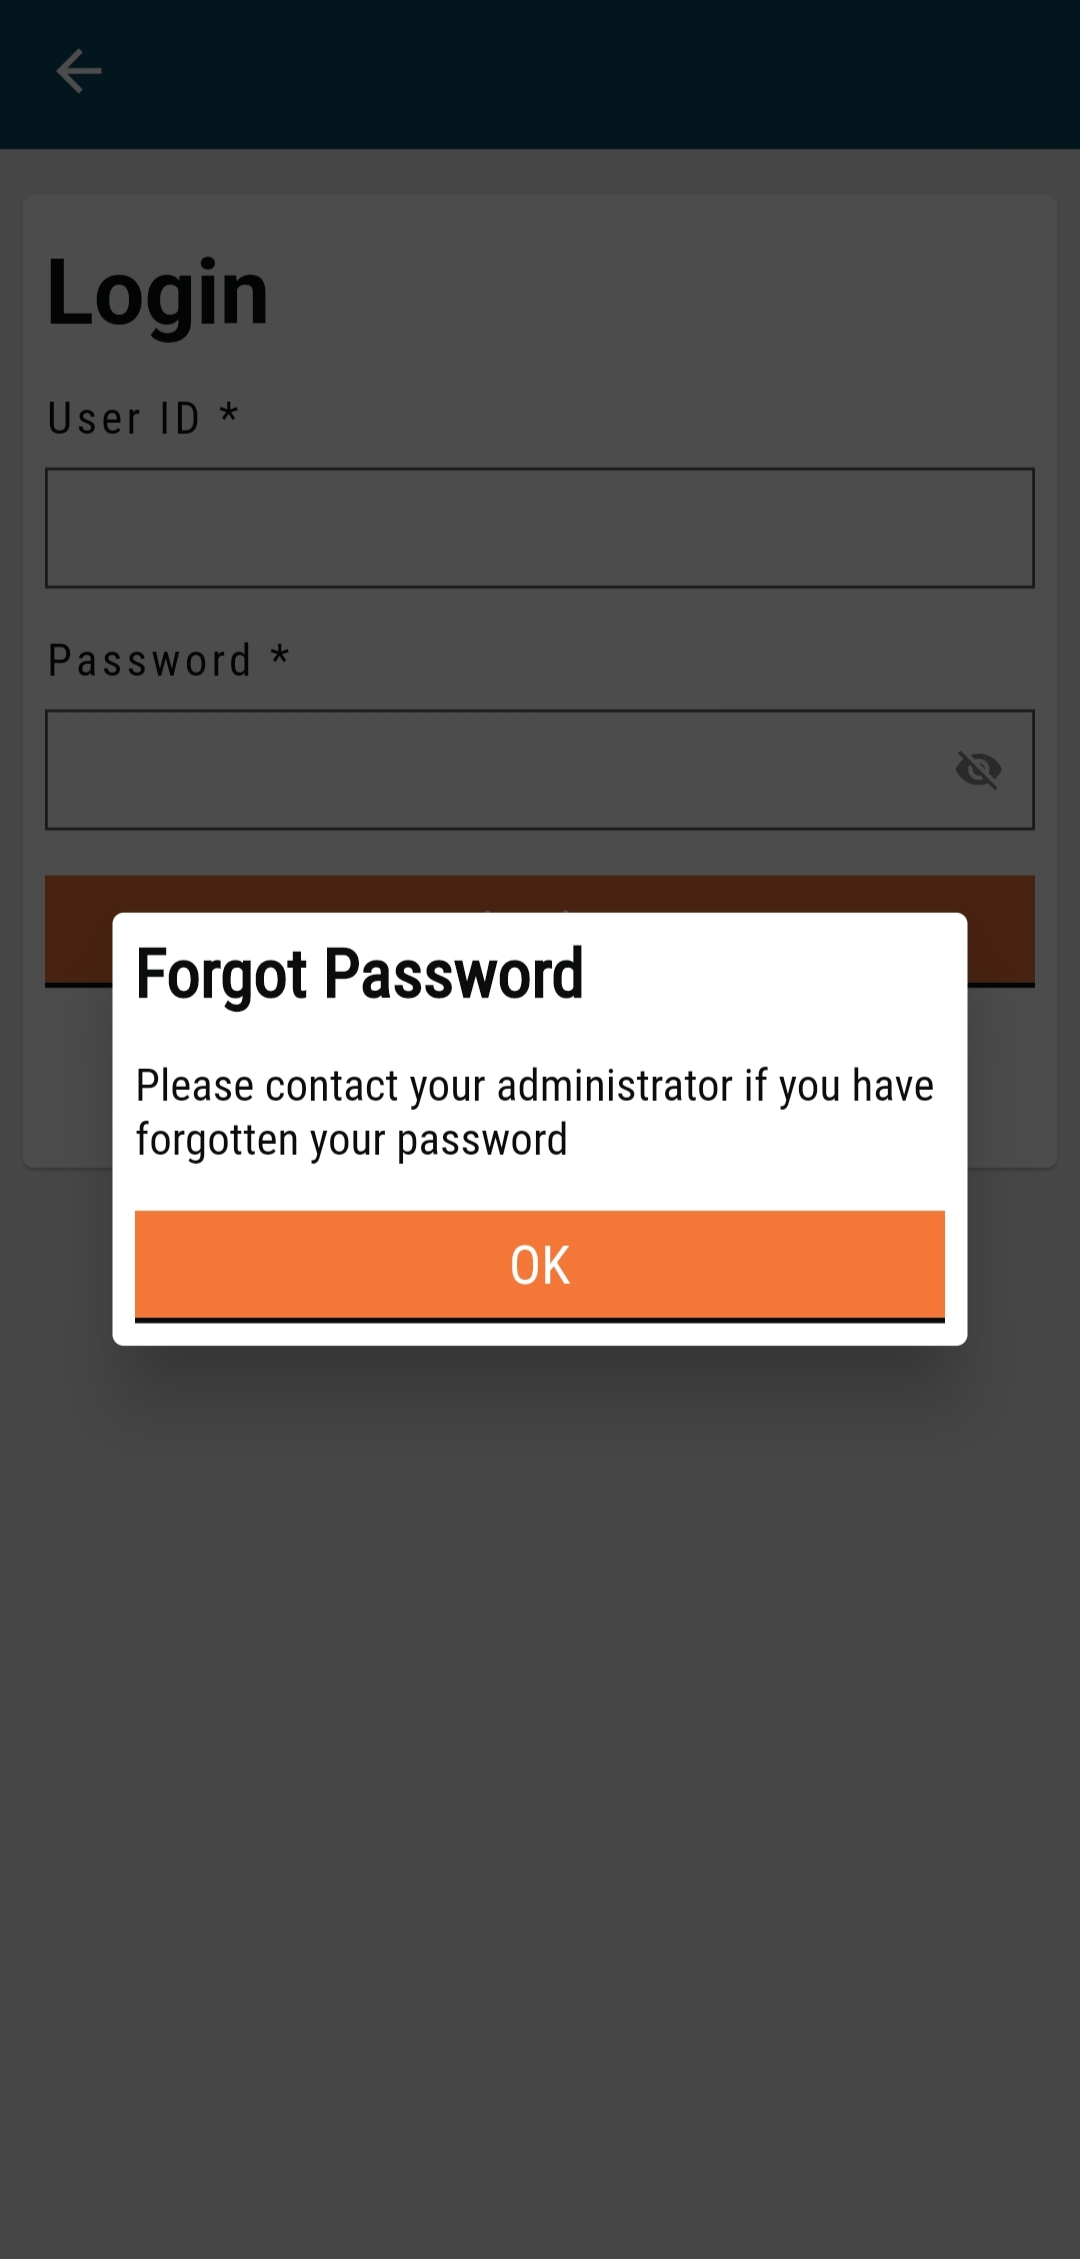 Login
User ID *
Password *
Forgot Password
Please contact your administrator if you have
forgotten your password
OK